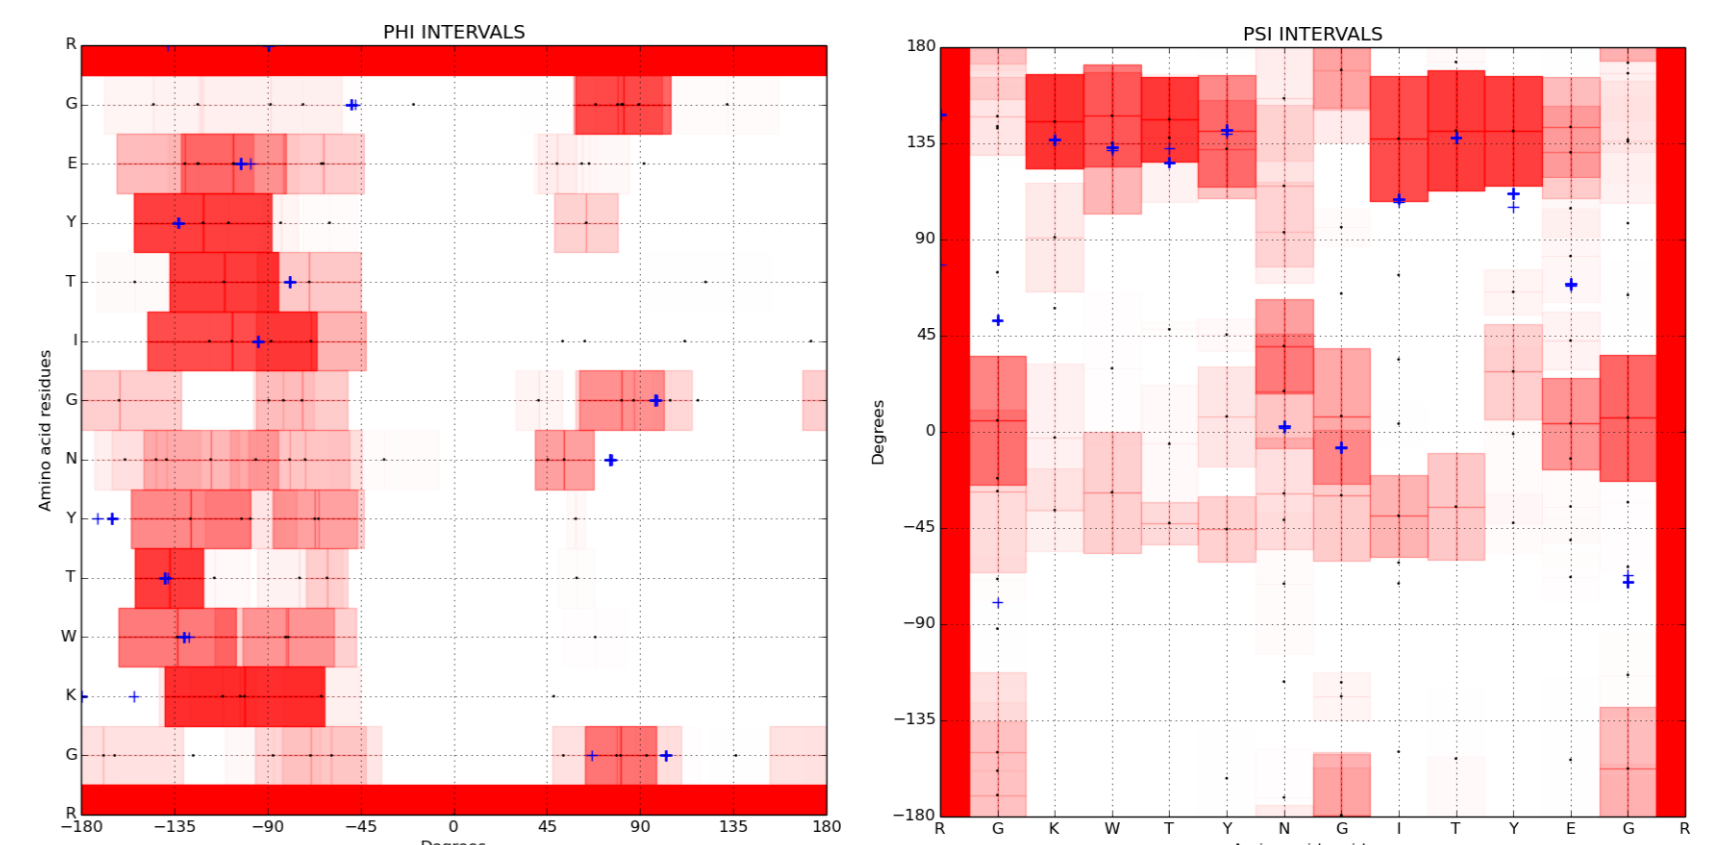 PHI INTERVALS
R
G
E
Y
T
I
G
N
Y
T
W
K
G
R
Amino acid residues
−180 −135 −90 −45 0 45 90 135 180
Degrees
PSI INTERVALS
180
135
90
45
0
−45
−90
−135
−180
Degrees
R G K W T Y N G I T Y E G R